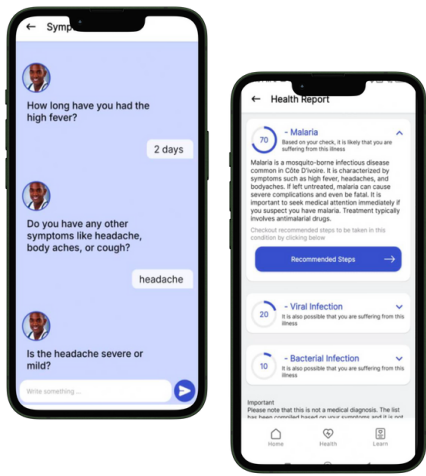 ← Symp
How long have you had the
high fever?
2 days
Do you have any other
symptoms like headache,
body aches, or cough?
headache
Is the headache severe or
mild?
Write something ...
← Health Report
70
- Malaria
Based on your check, it is likely that you are
suffering from this illness
Malaria is a mosquito-borne infectious disease
common in Côte D'Ivoire. It is characterized by
symptoms such as high fever, headaches, and
bodyaches. If left untreated, malaria can cause
severe complications and even be fatal. It is
important to seek medical attention immediately if
you suspect you have malaria. Treatment typically
involves antimalarial drugs.
Checkout recommended steps to be taken in this
condition by clicking below
Recommended Steps →
20
- Viral Infection
It is also possible that you are suffering from this
illness
10
- Bacterial Infection
It is also possible that you are suffering from this
illness
Important
Please note that this is not a medical diagnosis. The list
has been compiled based on your symptoms and it is not
Home Health Learn